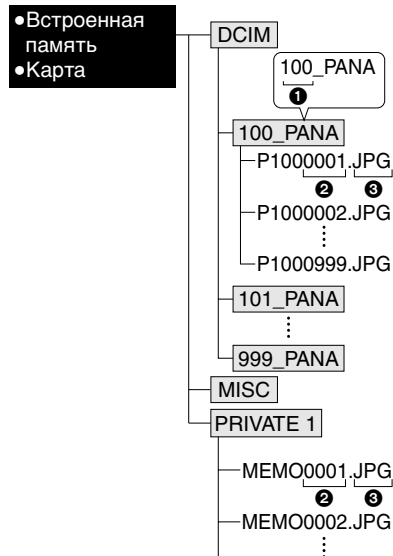 ●Встроенная
память
●Карта
DCIM
100_PANA
❶
100_PANA
P1000001.JPG
❷ ❸
P1000002.JPG
P1000999.JPG
101_PANA
999_PANA
MISC
PRIVATE 1
MEMO0001.JPG
❷ ❸
MEMO0002.JPG